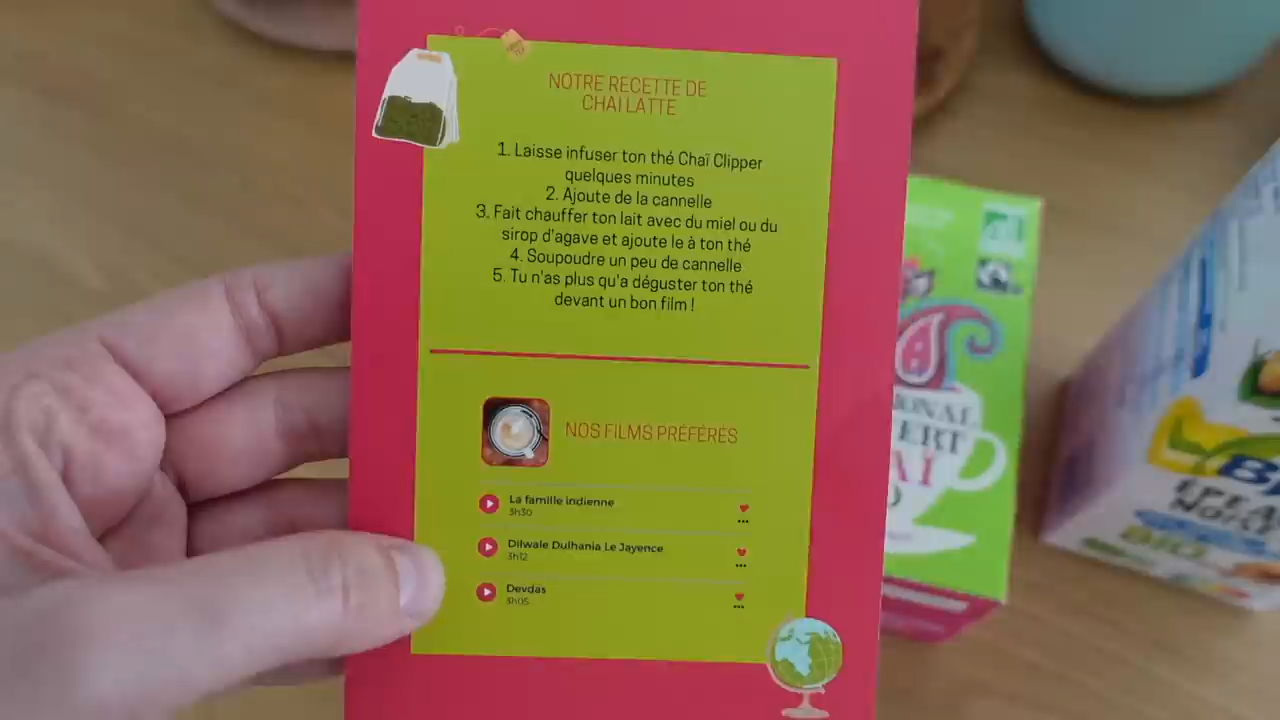 NOTRE RECETTE DE
CHAI LATTE
1. Laisse infuser ton thé Chaï Clipper
quelques minutes
2. Ajoute de la cannelle
3. Fait chauffer ton lait avec du miel ou du
sirop d'agave et ajoute le à ton thé
4. Soupoudre un peu de cannelle
5. Tu n'as plus qu'a déguster ton thé
devant un bon film !
NOS FILMS PRÉFÉRÉS
La famille indienne
3h30
Dilwale Dulhania Le Jayence
3h12
Devdas
3h05
BIO